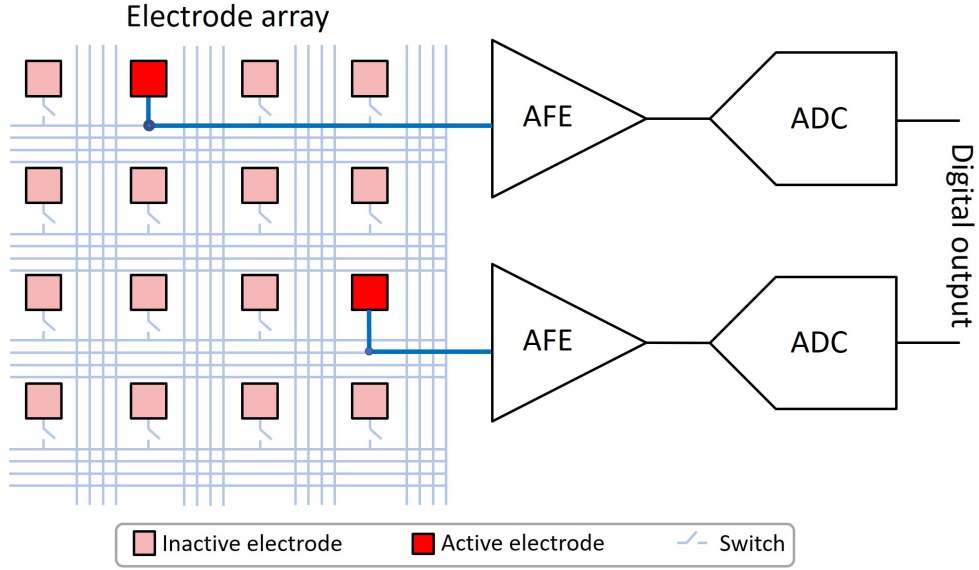 Electrode array
AFE
ADC
AFE
ADC
Digital output
Inactive electrode
Active electrode
Switch